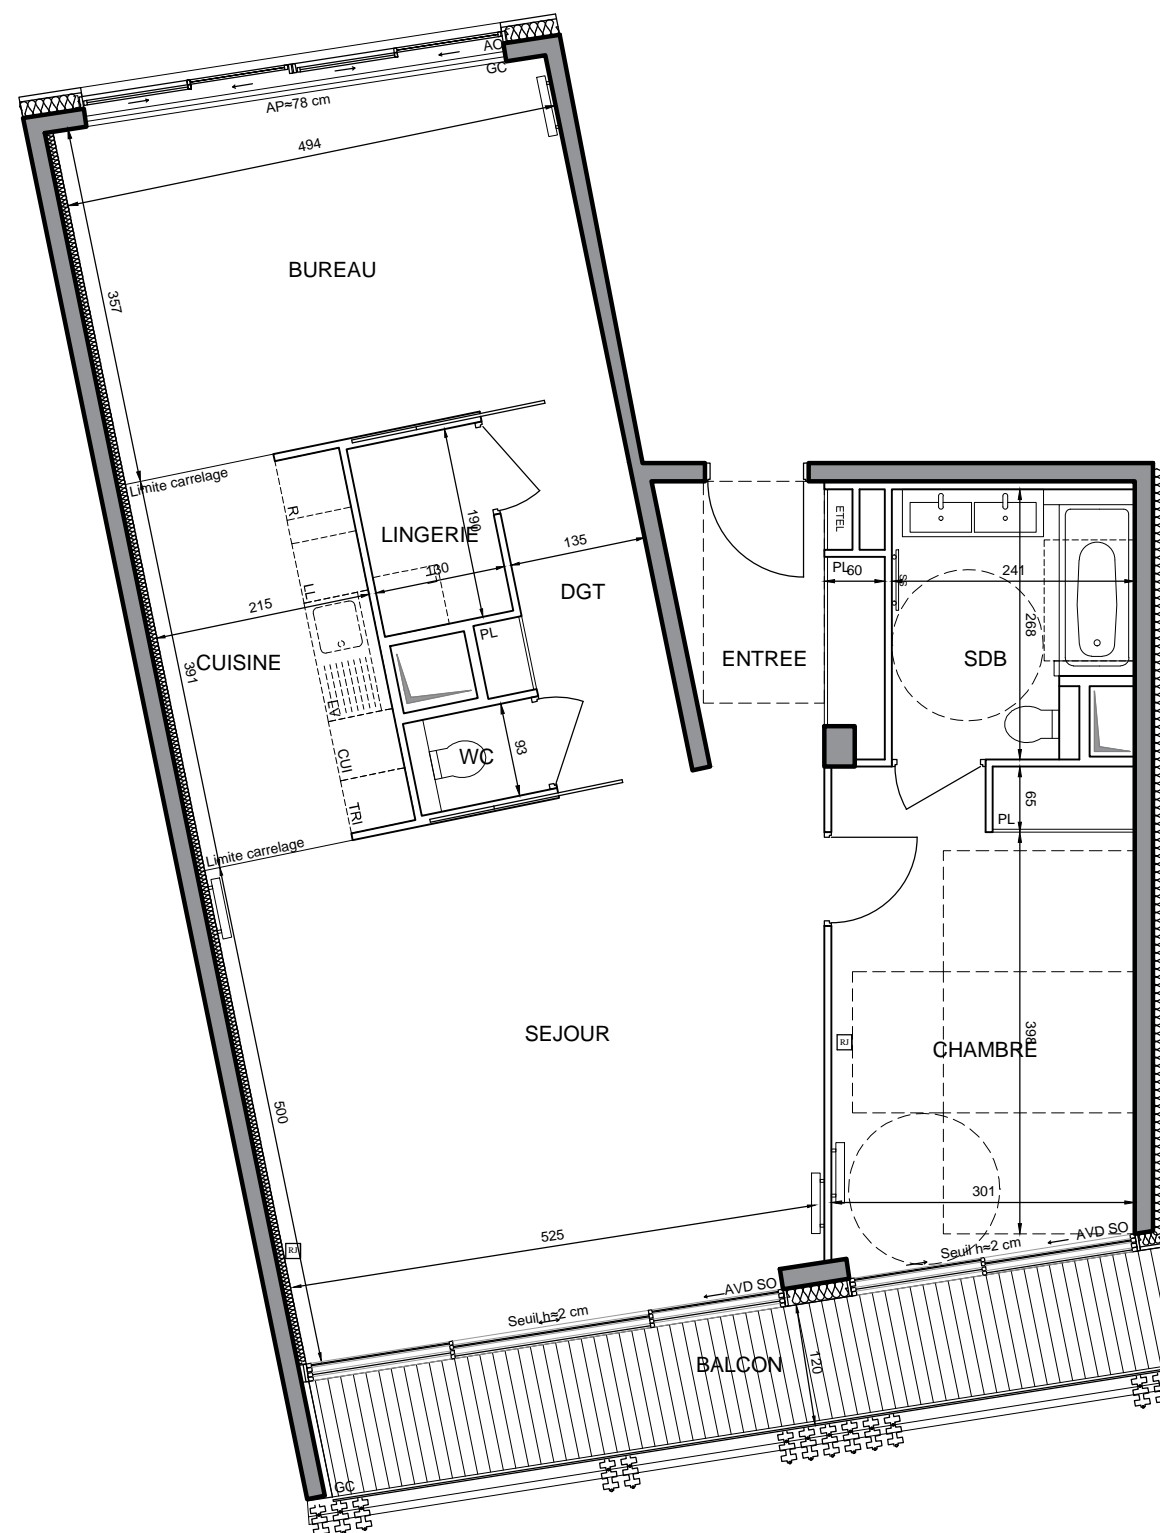 AO
GC
AP≈78 cm
494
BUREAU
357
Limite carrelage
R
LINGERIE
190
130
135
DGT
ETEL
PL
60
SS
241
268
LL
215
CUISINE
391
PL
ENTREE
SDB
LV
WC
93
CUI
TRI
65
PL
Limite carrelage
SEJOUR
RJ
CHAMBRE
398
500
301
525
RJ
AVD SO
Seuil h≈2 cm
AVD SO
Seuil h≈2 cm
BALCON
120
GC